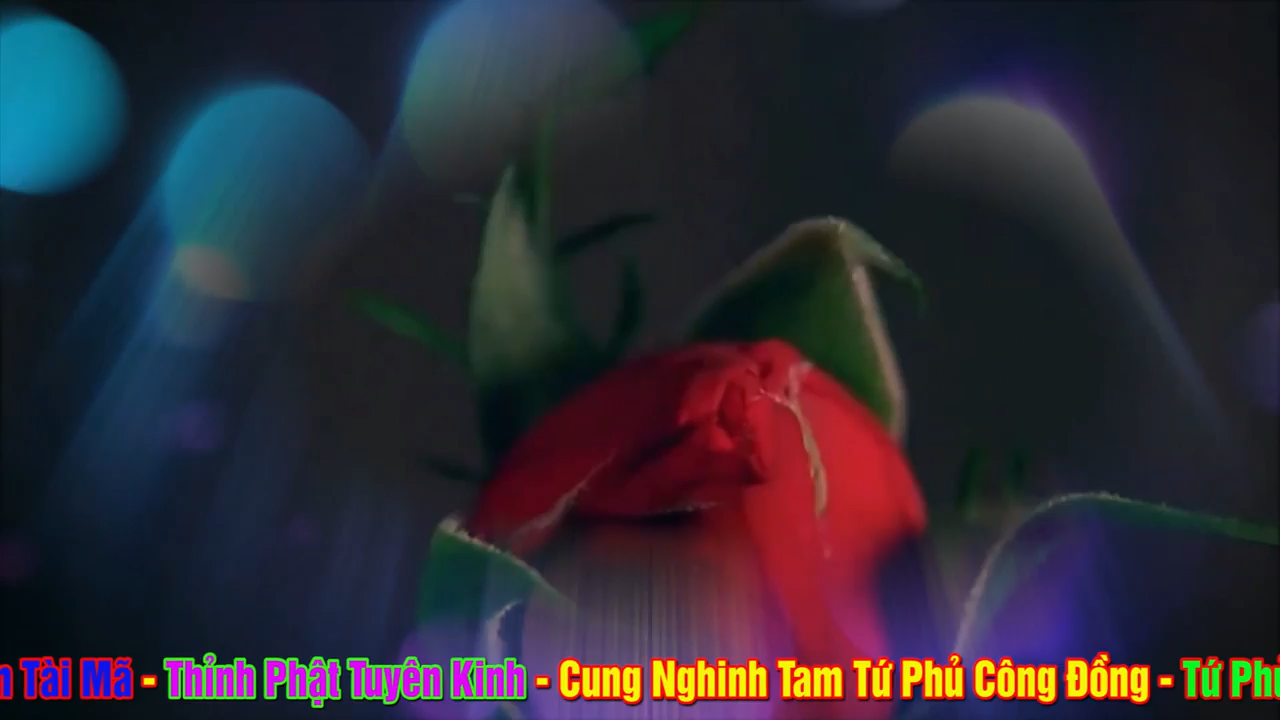 Tài Mã - Thỉnh Phật Tuyên Kinh - Cung Nghinh Tam Tứ Phủ Công Đồng - Tứ